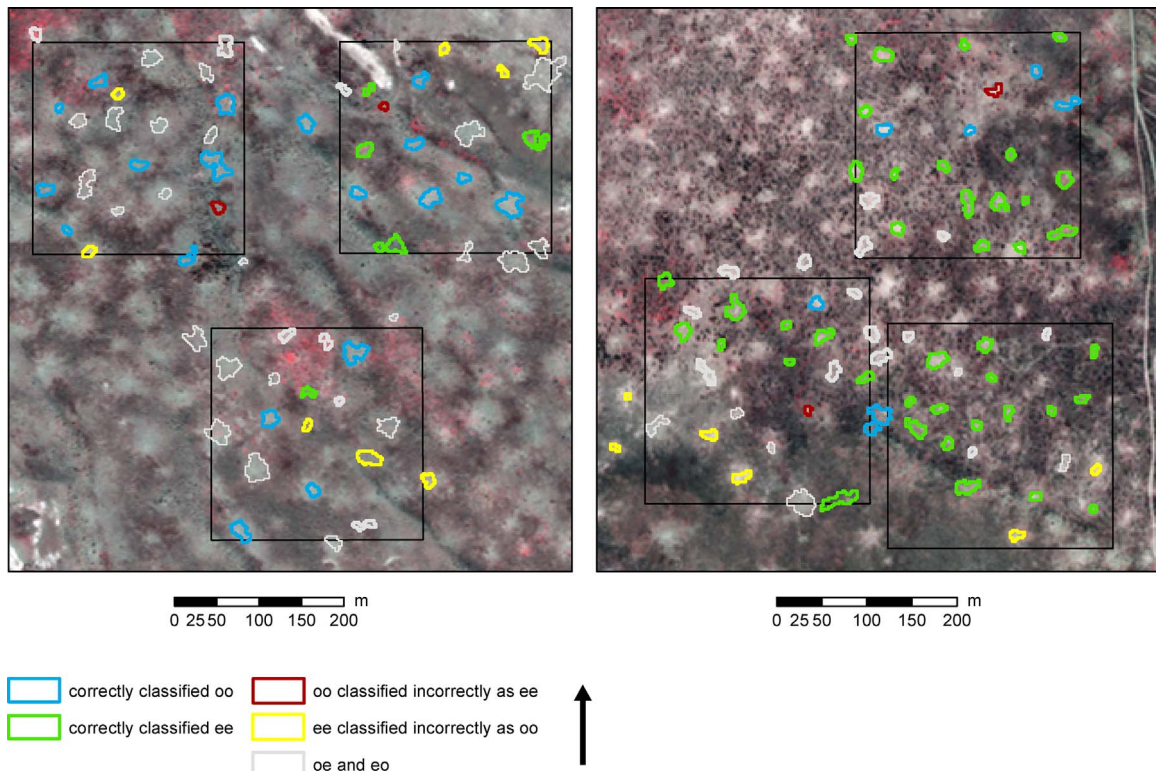 m
0 25 50 100 150 200
m
0 25 50 100 150 200
correctly classified oo
oo classified incorrectly as ee
correctly classified ee
ee classified incorrectly as oo
oe and eo